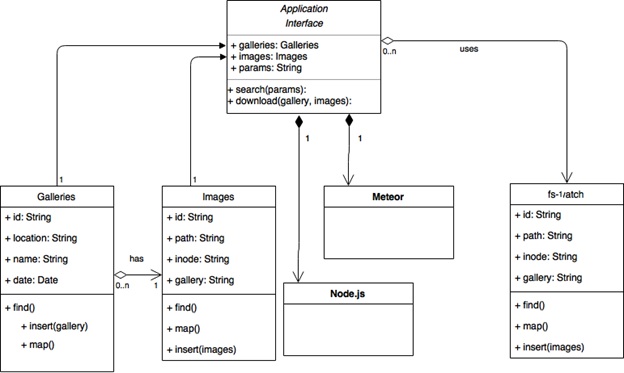 Application
Interface
+ galleries: Galleries
+ images: Images
+ params: String
+ search(params):
+ download(gallery, images):
0..n
uses
1
1
1
1
Galleries
+ id: String
+ location: String
+ name: String
+ date: Date
+ find()
+ insert(gallery)
+ map()
has
0..n
1
Images
+ id: String
+ path: String
+ inode: String
+ gallery: String
+ find()
+ map()
+ insert(images)
Meteor
Node.js
fs-1/atch
+ id: String
+ path: String
+ inode: String
+ gallery: String
+ find()
+ map()
+ insert(images)